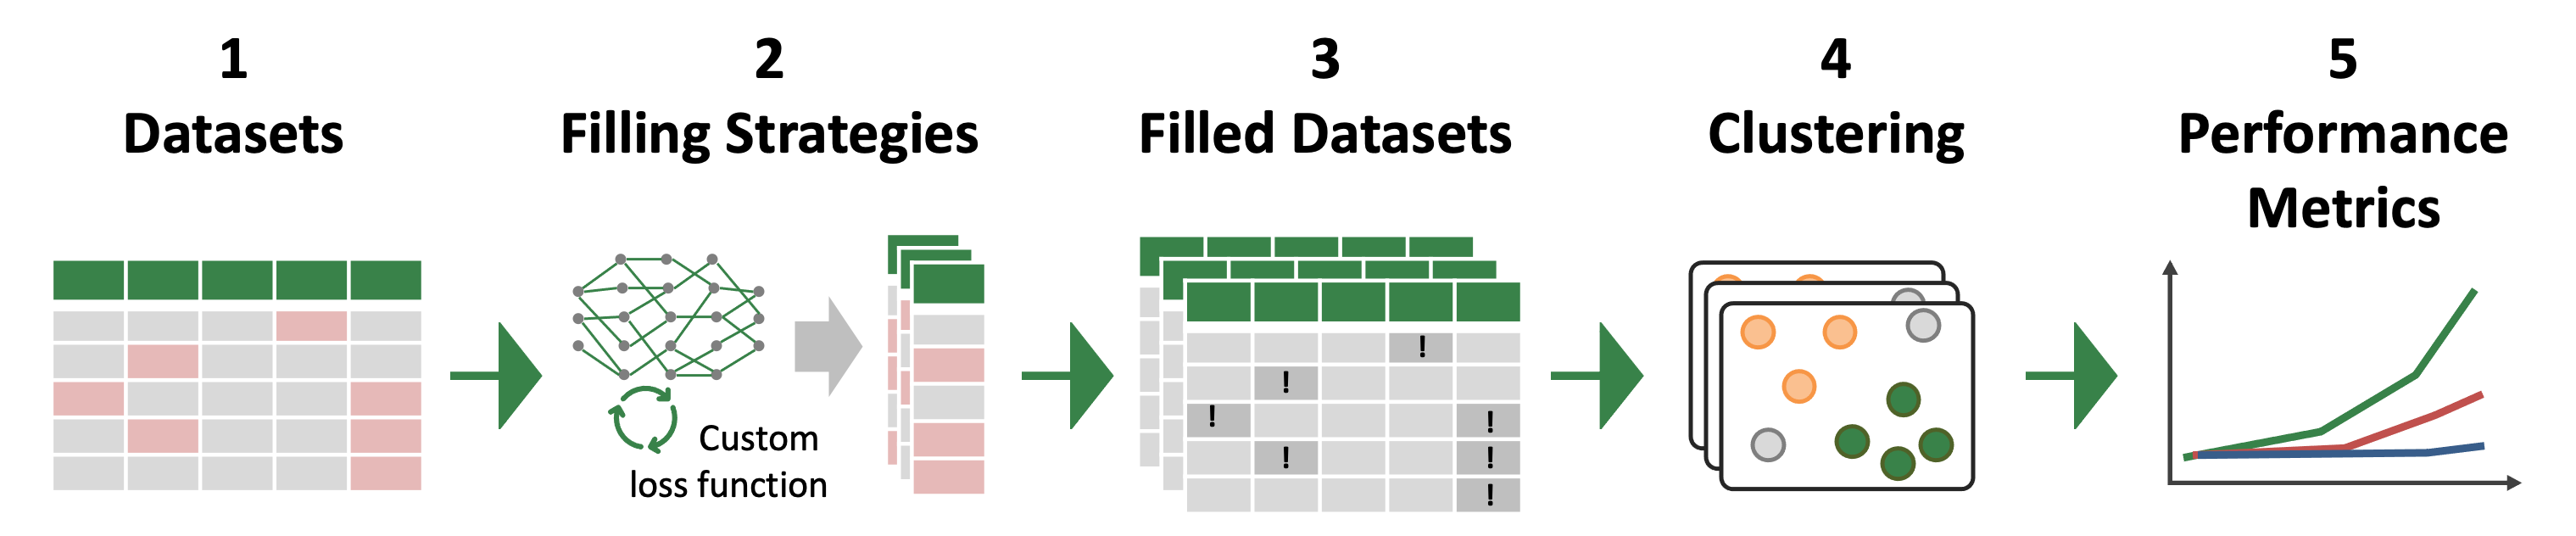 1
Datasets
2
Filling Strategies
Custom
loss function
3
Filled Datasets
!
!
! !
! !
!
4
Clustering
5
Performance
Metrics